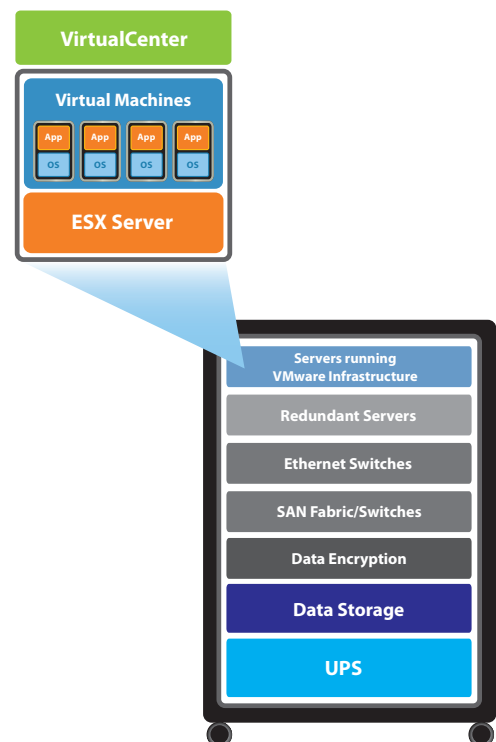 VirtualCenter
Virtual Machines
App App App App
OS OS OS OS
ESX Server
Servers running
VMware Infrastructure
Redundant Servers
Ethernet Switches
SAN Fabric/Switches
Data Encryption
Data Storage
UPS